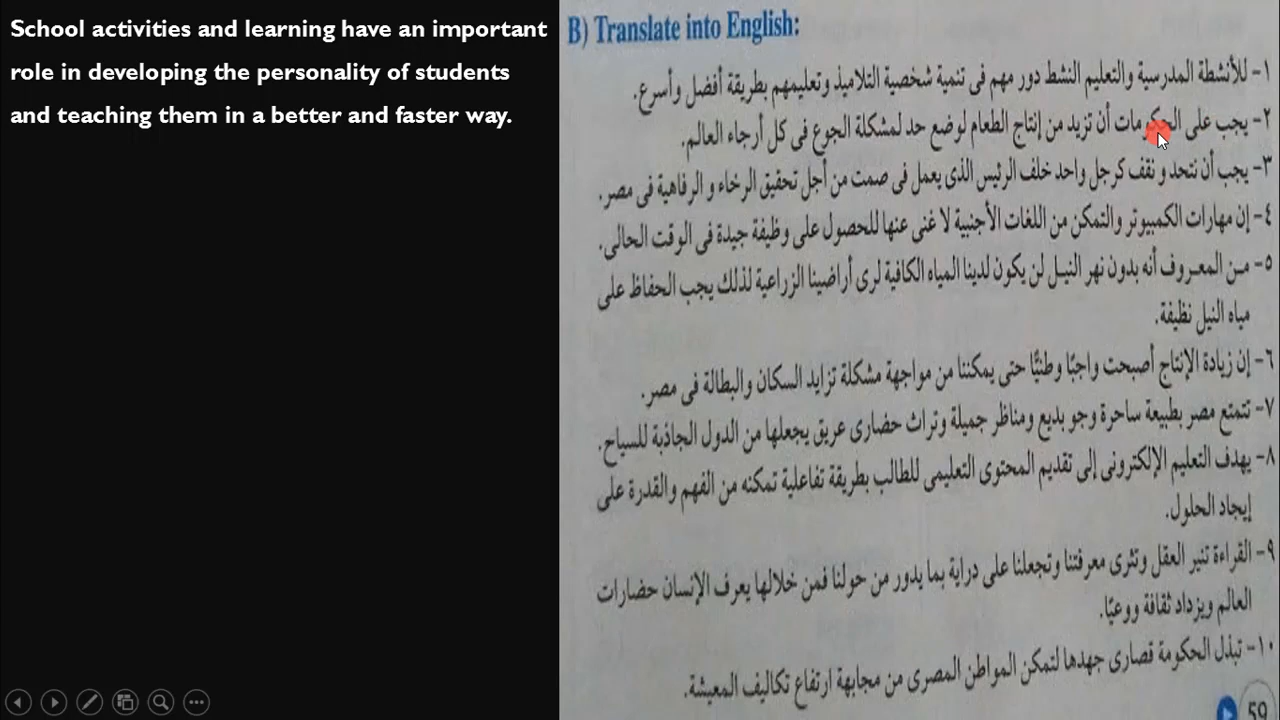 School activities and learning have an important
role in developing the personality of students
and teaching them in a better and faster way.
B) Translate into English:
١- للأنشطة المدرسية والتعليم النشط دور مهم فى تنمية شخصية التلاميذ وتعليمهم بطريقة أفضل وأسرع.
٢- يجب على الحكومات أن تزيد من إنتاج الطعام لوضع حد لمشكلة الجوع فى كل أرجاء العالم.
٣- يجب أن نتحد ونقف كرجل واحد خلف الرئيس الذى يعمل فى صمت من أجل تحقيق الرخاء و الرفاهية فى مصر.
٤- إن مهارات الكمبيوتر والتمكن من اللغات الأجنبية لا غنى عنها للحصول على وظيفة جيدة فى الوقت الحالى.
٥- من المعروف أنه بدون نهر النيل لن يكون لدينا المياه الكافية لرى أراضينا الزراعية لذلك يجب الحفاظ على
مياه النيل نظيفة.
٦- إن زيادة الإنتاج أصبحت واجبًا وطنيًّا حتى يمكننا من مواجهة مشكلة تزايد السكان والبطالة فى مصر.
٧- تتمتع مصر بطبيعة ساحرة وجو بديع ومناظر جميلة وتراث حضارى عريق يجعلها من الدول الجاذبة للسياح.
٨- يهدف التعليم الإلكترونى إلى تقديم المحتوى التعليمى للطالب بطريقة تفاعلية تمكنه من الفهم والقدرة على
إيجاد الحلول.
٩- القراءة تنير العقل وتثرى معرفتنا وتجعلنا على دراية بما يدور من حولنا فمن خلالها يعرف الإنسان حضارات
العالم ويزداد ثقافة ووعيًا.
١٠- تبذل الحكومة قصارى جهدها لتمكن المواطن المصرى من مجابهة ارتفاع تكاليف المعيشة.
59